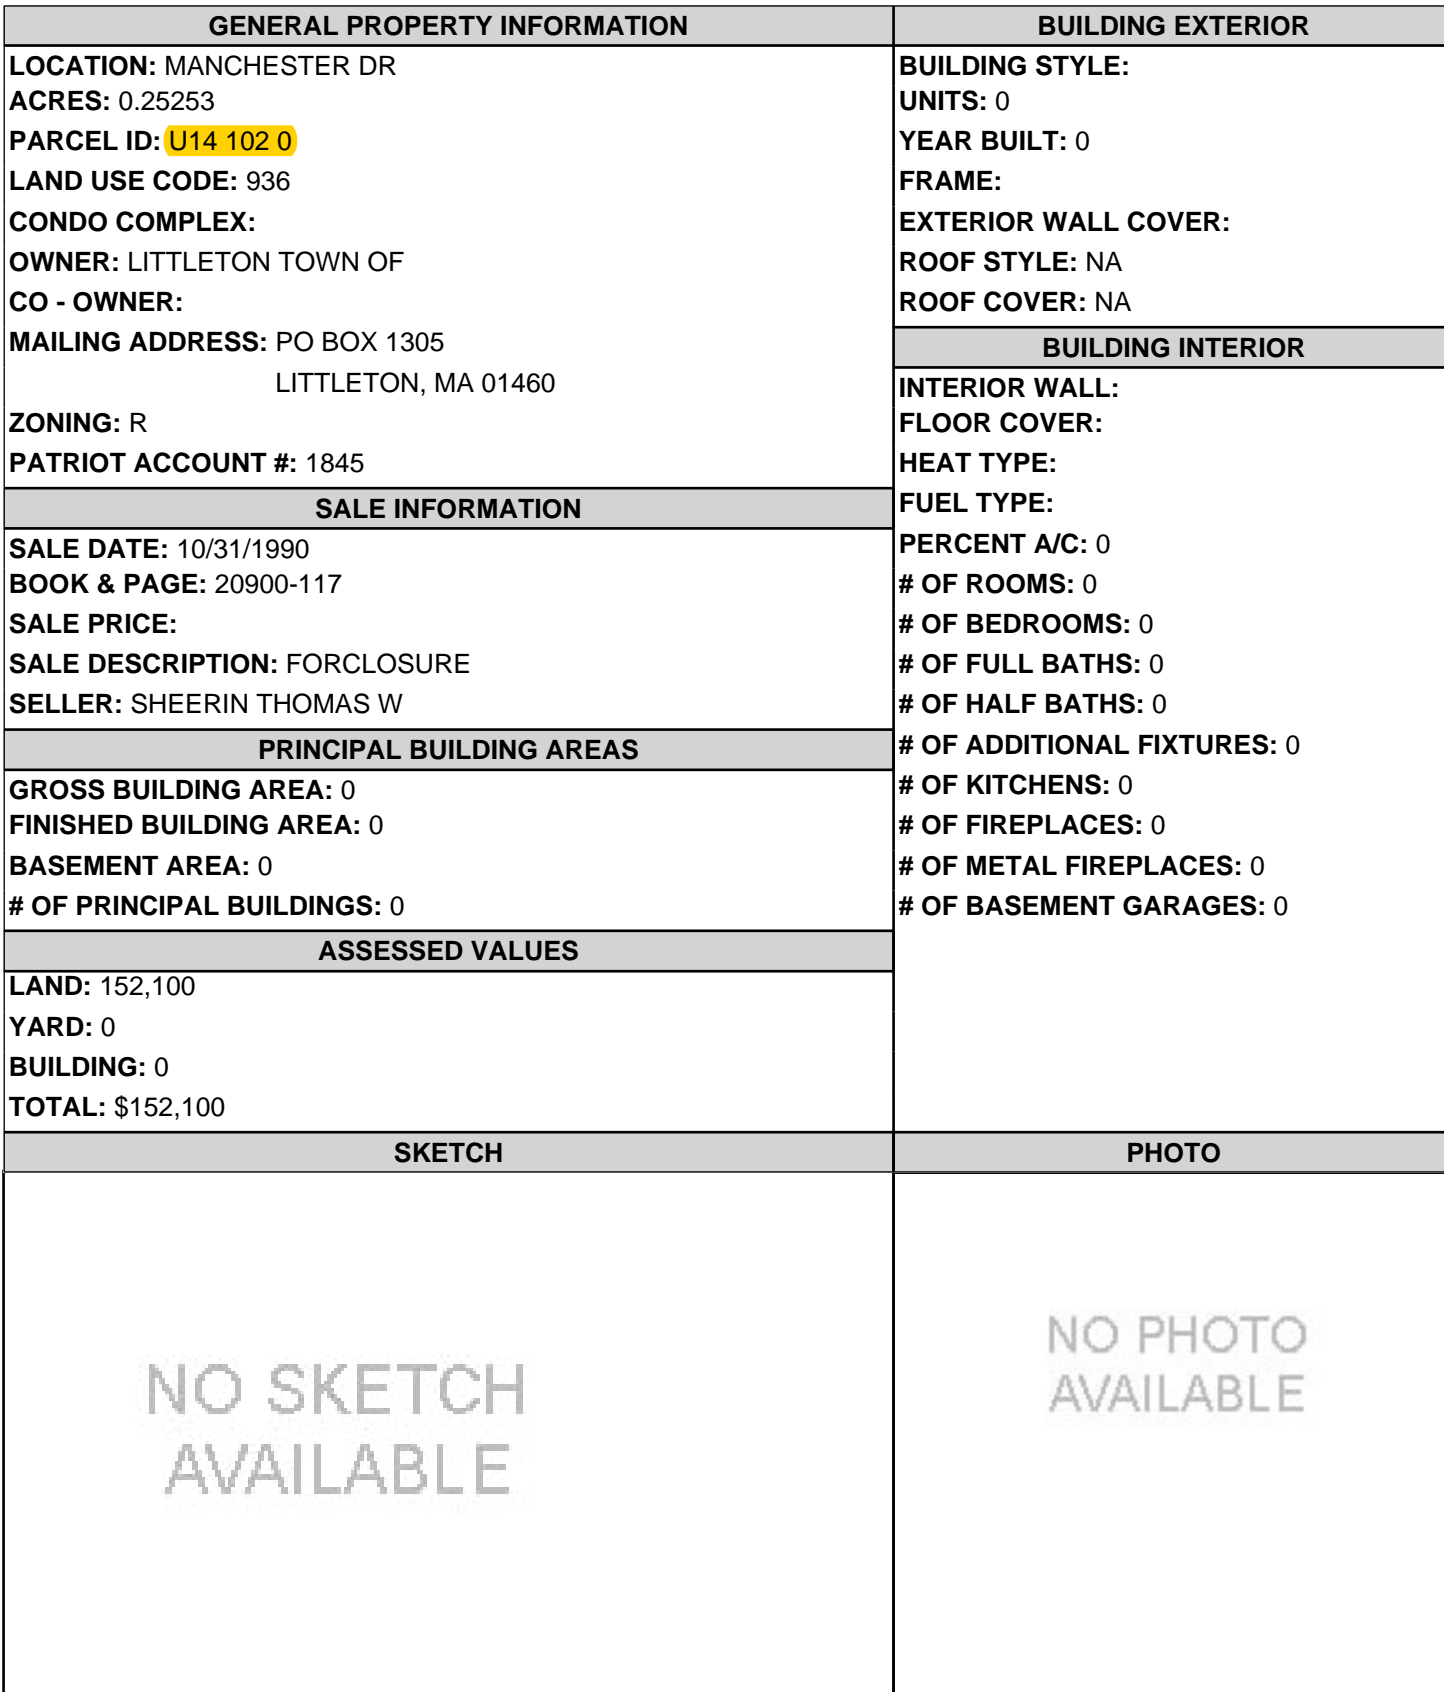 GENERAL PROPERTY INFORMATION
LOCATION: MANCHESTER DR
ACRES: 0.25253
PARCEL ID: U14 102 0
LAND USE CODE: 936
CONDO COMPLEX:
OWNER: LITTLETON TOWN OF
CO - OWNER:
MAILING ADDRESS: PO BOX 1305
LITTLETON, MA 01460
ZONING: R
PATRIOT ACCOUNT #: 1845
SALE INFORMATION
SALE DATE: 10/31/1990
BOOK & PAGE: 20900-117
SALE PRICE:
SALE DESCRIPTION: FORCLOSURE
SELLER: SHEERIN THOMAS W
PRINCIPAL BUILDING AREAS
GROSS BUILDING AREA: 0
FINISHED BUILDING AREA: 0
BASEMENT AREA: 0
# OF PRINCIPAL BUILDINGS: 0
ASSESSED VALUES
LAND: 152,100
YARD: 0
BUILDING: 0
TOTAL: $152,100
SKETCH
NO SKETCH
AVAILABLE
BUILDING EXTERIOR
BUILDING STYLE:
UNITS: 0
YEAR BUILT: 0
FRAME:
EXTERIOR WALL COVER:
ROOF STYLE: NA
ROOF COVER: NA
BUILDING INTERIOR
INTERIOR WALL:
FLOOR COVER:
HEAT TYPE:
FUEL TYPE:
PERCENT A/C: 0
# OF ROOMS: 0
# OF BEDROOMS: 0
# OF FULL BATHS: 0
# OF HALF BATHS: 0
# OF ADDITIONAL FIXTURES: 0
# OF KITCHENS: 0
# OF FIREPLACES: 0
# OF METAL FIREPLACES: 0
# OF BASEMENT GARAGES: 0
PHOTO
NO PHOTO
AVAILABLE